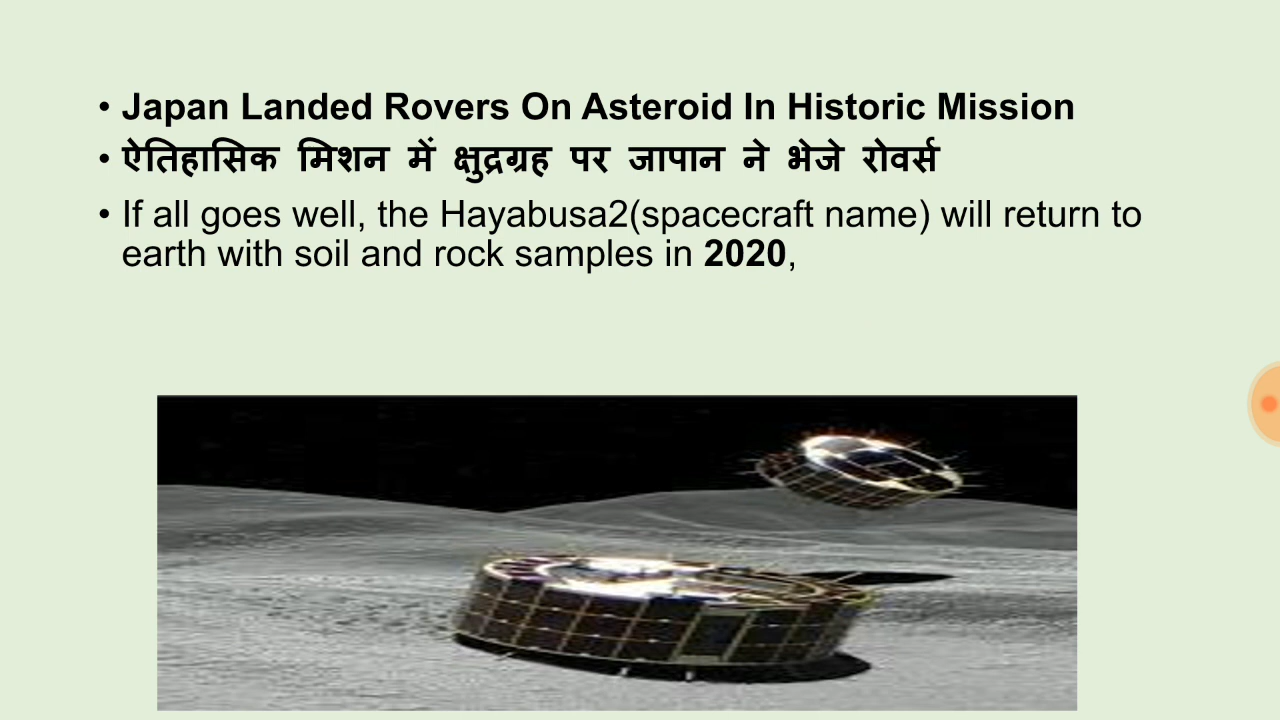 • Japan Landed Rovers On Asteroid In Historic Mission
• ऐतिहासिक मिशन में क्षुद्रग्रह पर जापान ने भेजे रोवर्स
• If all goes well, the Hayabusa2(spacecraft name) will return to
earth with soil and rock samples in 2020,